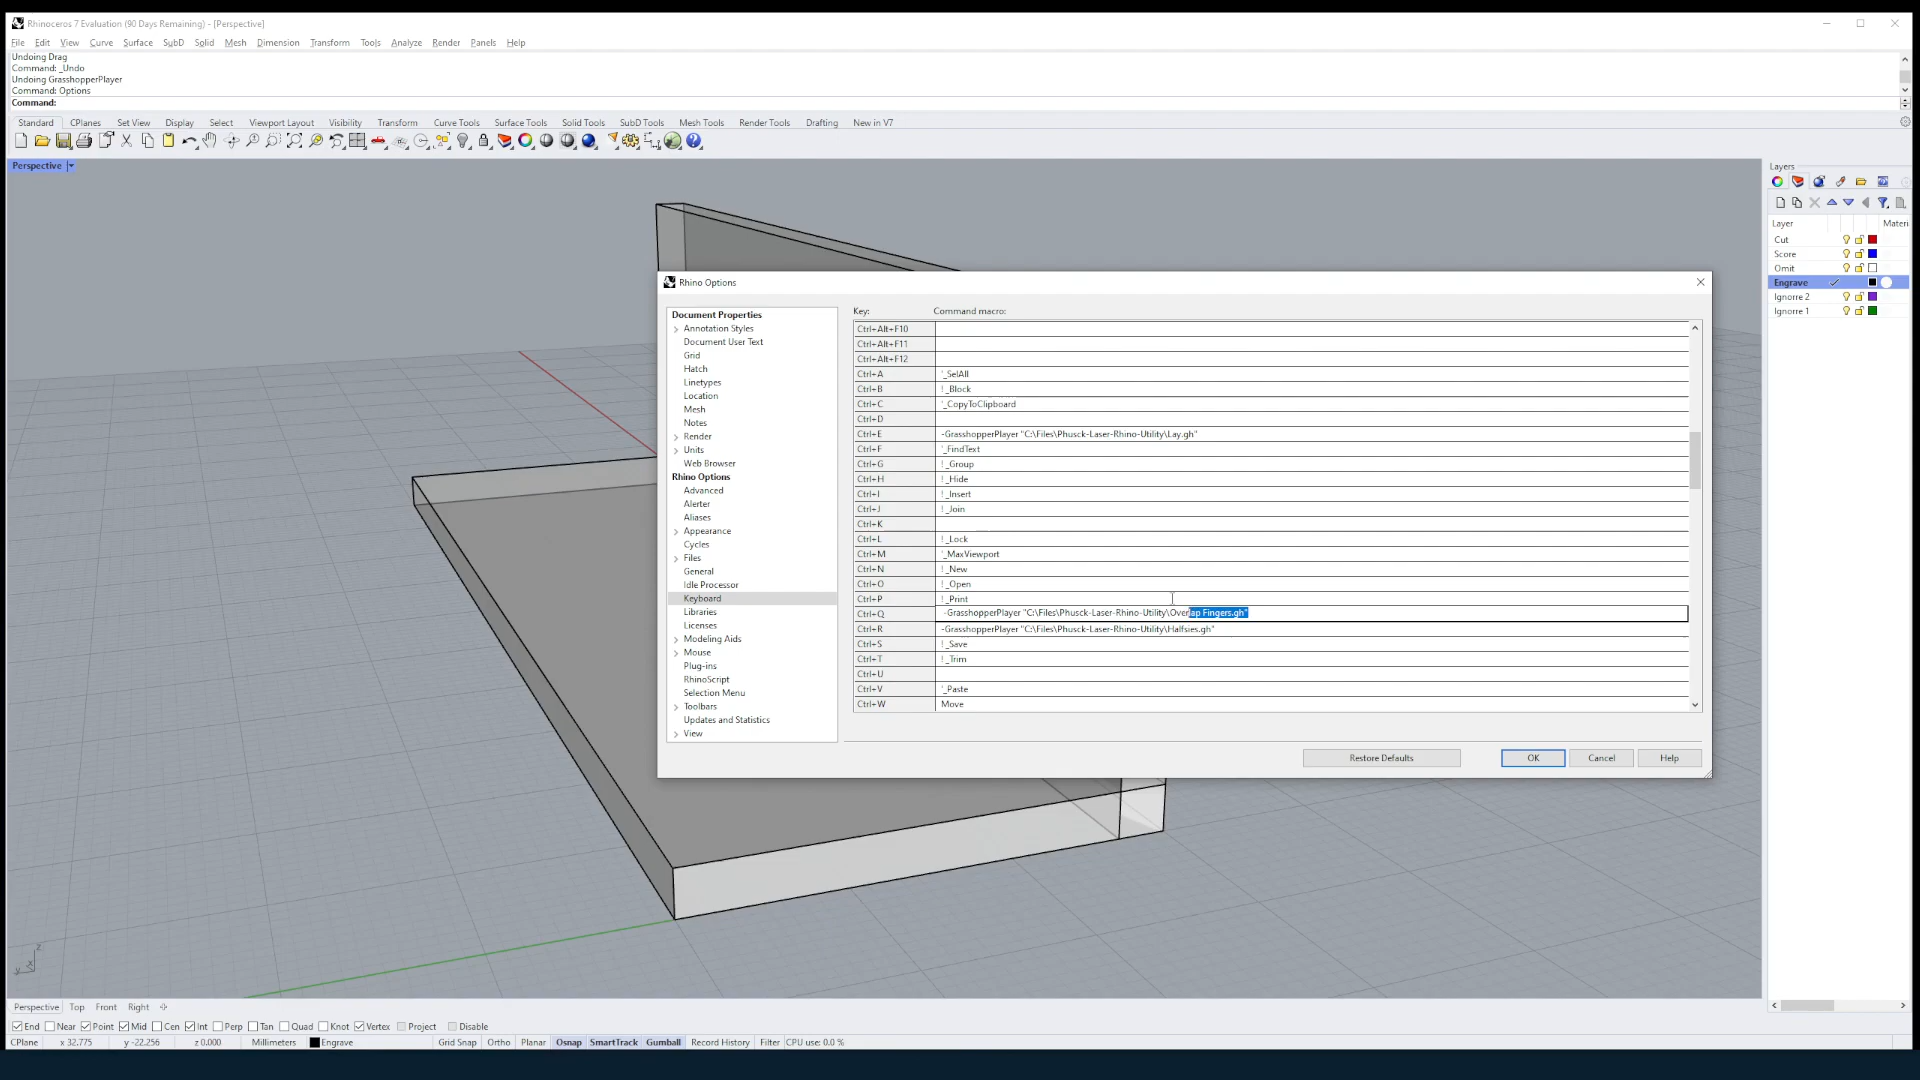 Rhinoceros 7 Evaluation (90 Days Remaining) - [Perspective]
File Edit View Curve Surface SubD Solid Mesh Dimension Transform Tools Analyze Render Panels Help
Undoing Drag
Command: _Undo
Undoing GrasshopperPlayer
Command: Options
Command:
Standard CPlanes Set View Display Select Viewport Layout Visibility Transform Curve Tools Surface Tools Solid Tools SubD Tools Mesh Tools Render Tools Drafting New in V7
Perspective
Layers
Layer Materi
Cut
Score
Omit
Engrave
Ignorre 2
Ignorre 1
Rhino Options
Document Properties
Annotation Styles
Document User Text
Grid
Hatch
Linetypes
Location
Mesh
Notes
Render
Units
Web Browser
Rhino Options
Advanced
Alerter
Aliases
Appearance
Cycles
Files
General
Idle Processor
Keyboard
Libraries
Licenses
Modeling Aids
Mouse
Plug-ins
RhinoScript
Selection Menu
Toolbars
Updates and Statistics
View
Key: Command macro:
Ctrl+Alt+F10
Ctrl+Alt+F11
Ctrl+Alt+F12
Ctrl+A '_SelAll
Ctrl+B ! _Block
Ctrl+C '_CopyToClipboard
Ctrl+D
Ctrl+E -GrasshopperPlayer "C:\Files\Phusck-Laser-Rhino-Utility\Lay.gh"
Ctrl+F '_FindText
Ctrl+G ! _Group
Ctrl+H ! _Hide
Ctrl+I ! _Insert
Ctrl+J ! _Join
Ctrl+K
Ctrl+L ! _Lock
Ctrl+M '_MaxViewport
Ctrl+N ! _New
Ctrl+O ! _Open
Ctrl+P ! _Print
Ctrl+Q -GrasshopperPlayer "C:\Files\Phusck-Laser-Rhino-Utility\Overlap Fingers.gh"
Ctrl+R -GrasshopperPlayer "C:\Files\Phusck-Laser-Rhino-Utility\Halfsies.gh"
Ctrl+S ! _Save
Ctrl+T ! _Trim
Ctrl+U
Ctrl+V '_Paste
Ctrl+W Move
Restore Defaults OK Cancel Help
z
y x
Perspective Top Front Right
End Near Point Mid Cen Int Perp Tan Quad Knot Vertex Project Disable
CPlane x 32.775 y -22.256 z 0.000 Millimeters Engrave Grid Snap Ortho Planar Osnap SmartTrack Gumball Record History Filter CPU use: 0.0 %